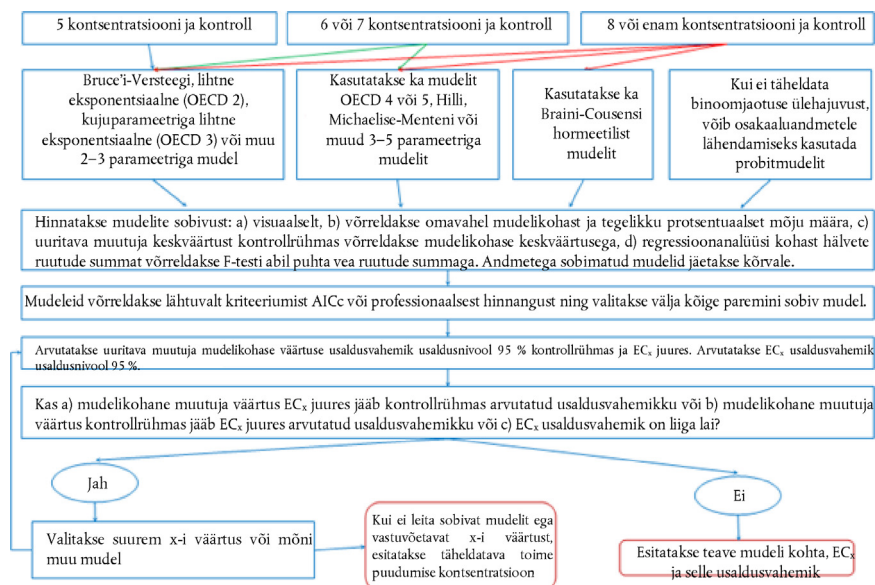 5 kontsentratsiooni ja kontroll
6 või 7 kontsentratsiooni ja kontroll
8 või enam kontsentratsiooni ja kontroll
Bruce'i-Versteegi, lihtne
eksponentsiaalne (OECD 2),
kujuparameetriga lihtne
eksponentsiaalne (OECD 3) või muu
2−3 parameetriga mudel
Kasutatakse ka mudelit
OECD 4 või 5, Hilli,
Michaelise-Menteni või
muud 3−5 parameetriga
mudelit
Kasutatakse ka
Braini-Cousensi
hormeetilist
mudelit
Kui ei täheldata
binoomjaotuse ülehajuvust,
võib osakaaluandmetele
lähendamiseks kasutada
probitmudelit
Hinnatakse mudelite sobivust: a) visuaalselt, b) võrreldakse omavahel mudelikohast ja tegelikku protsentuaalset mõju määra, c)
uuritava muutuja keskväärtust kontrollrühmas võrreldakse mudelikohase keskväärtusega, d) regressioonanalüüsi kohast hälvete
ruutude summat võrreldakse F-testi abil puhta vea ruutude summaga. Andmetega sobimatud mudelid jäetakse kõrvale.
Mudeleid võrreldakse lähtuvalt kriteeriumist AICc või professionaalsest hinnangust ning valitakse välja kõige paremini sobiv mudel.
Arvutatakse uuritava muutuja mudelikohase väärtuse usaldusvahemik usaldusnivool 95 % kontrollrühmas ja ECₓ juures. Arvutatakse ECₓ usaldusvahemik
usaldusnivool 95 %.
Kas a) mudelikohane muutuja väärtus ECₓ juures jääb kontrollrühmas arvutatud usaldusvahemikku või b) mudelikohane muutuja
väärtus kontrollrühmas jääb ECₓ juures arvutatud usaldusvahemikku või c) ECₓ usaldusvahemik on liiga lai?
Jah
Ei
Valitakse suurem x-i väärtus või mõni
muu mudel
Kui ei leita sobivat mudelit ega
vastuvõetavat x-i väärtust,
esitatakse täheldatava toime
puudumise kontsentratsioon
Esitatakse teave mudeli kohta, ECₓ
ja selle usaldusvahemik